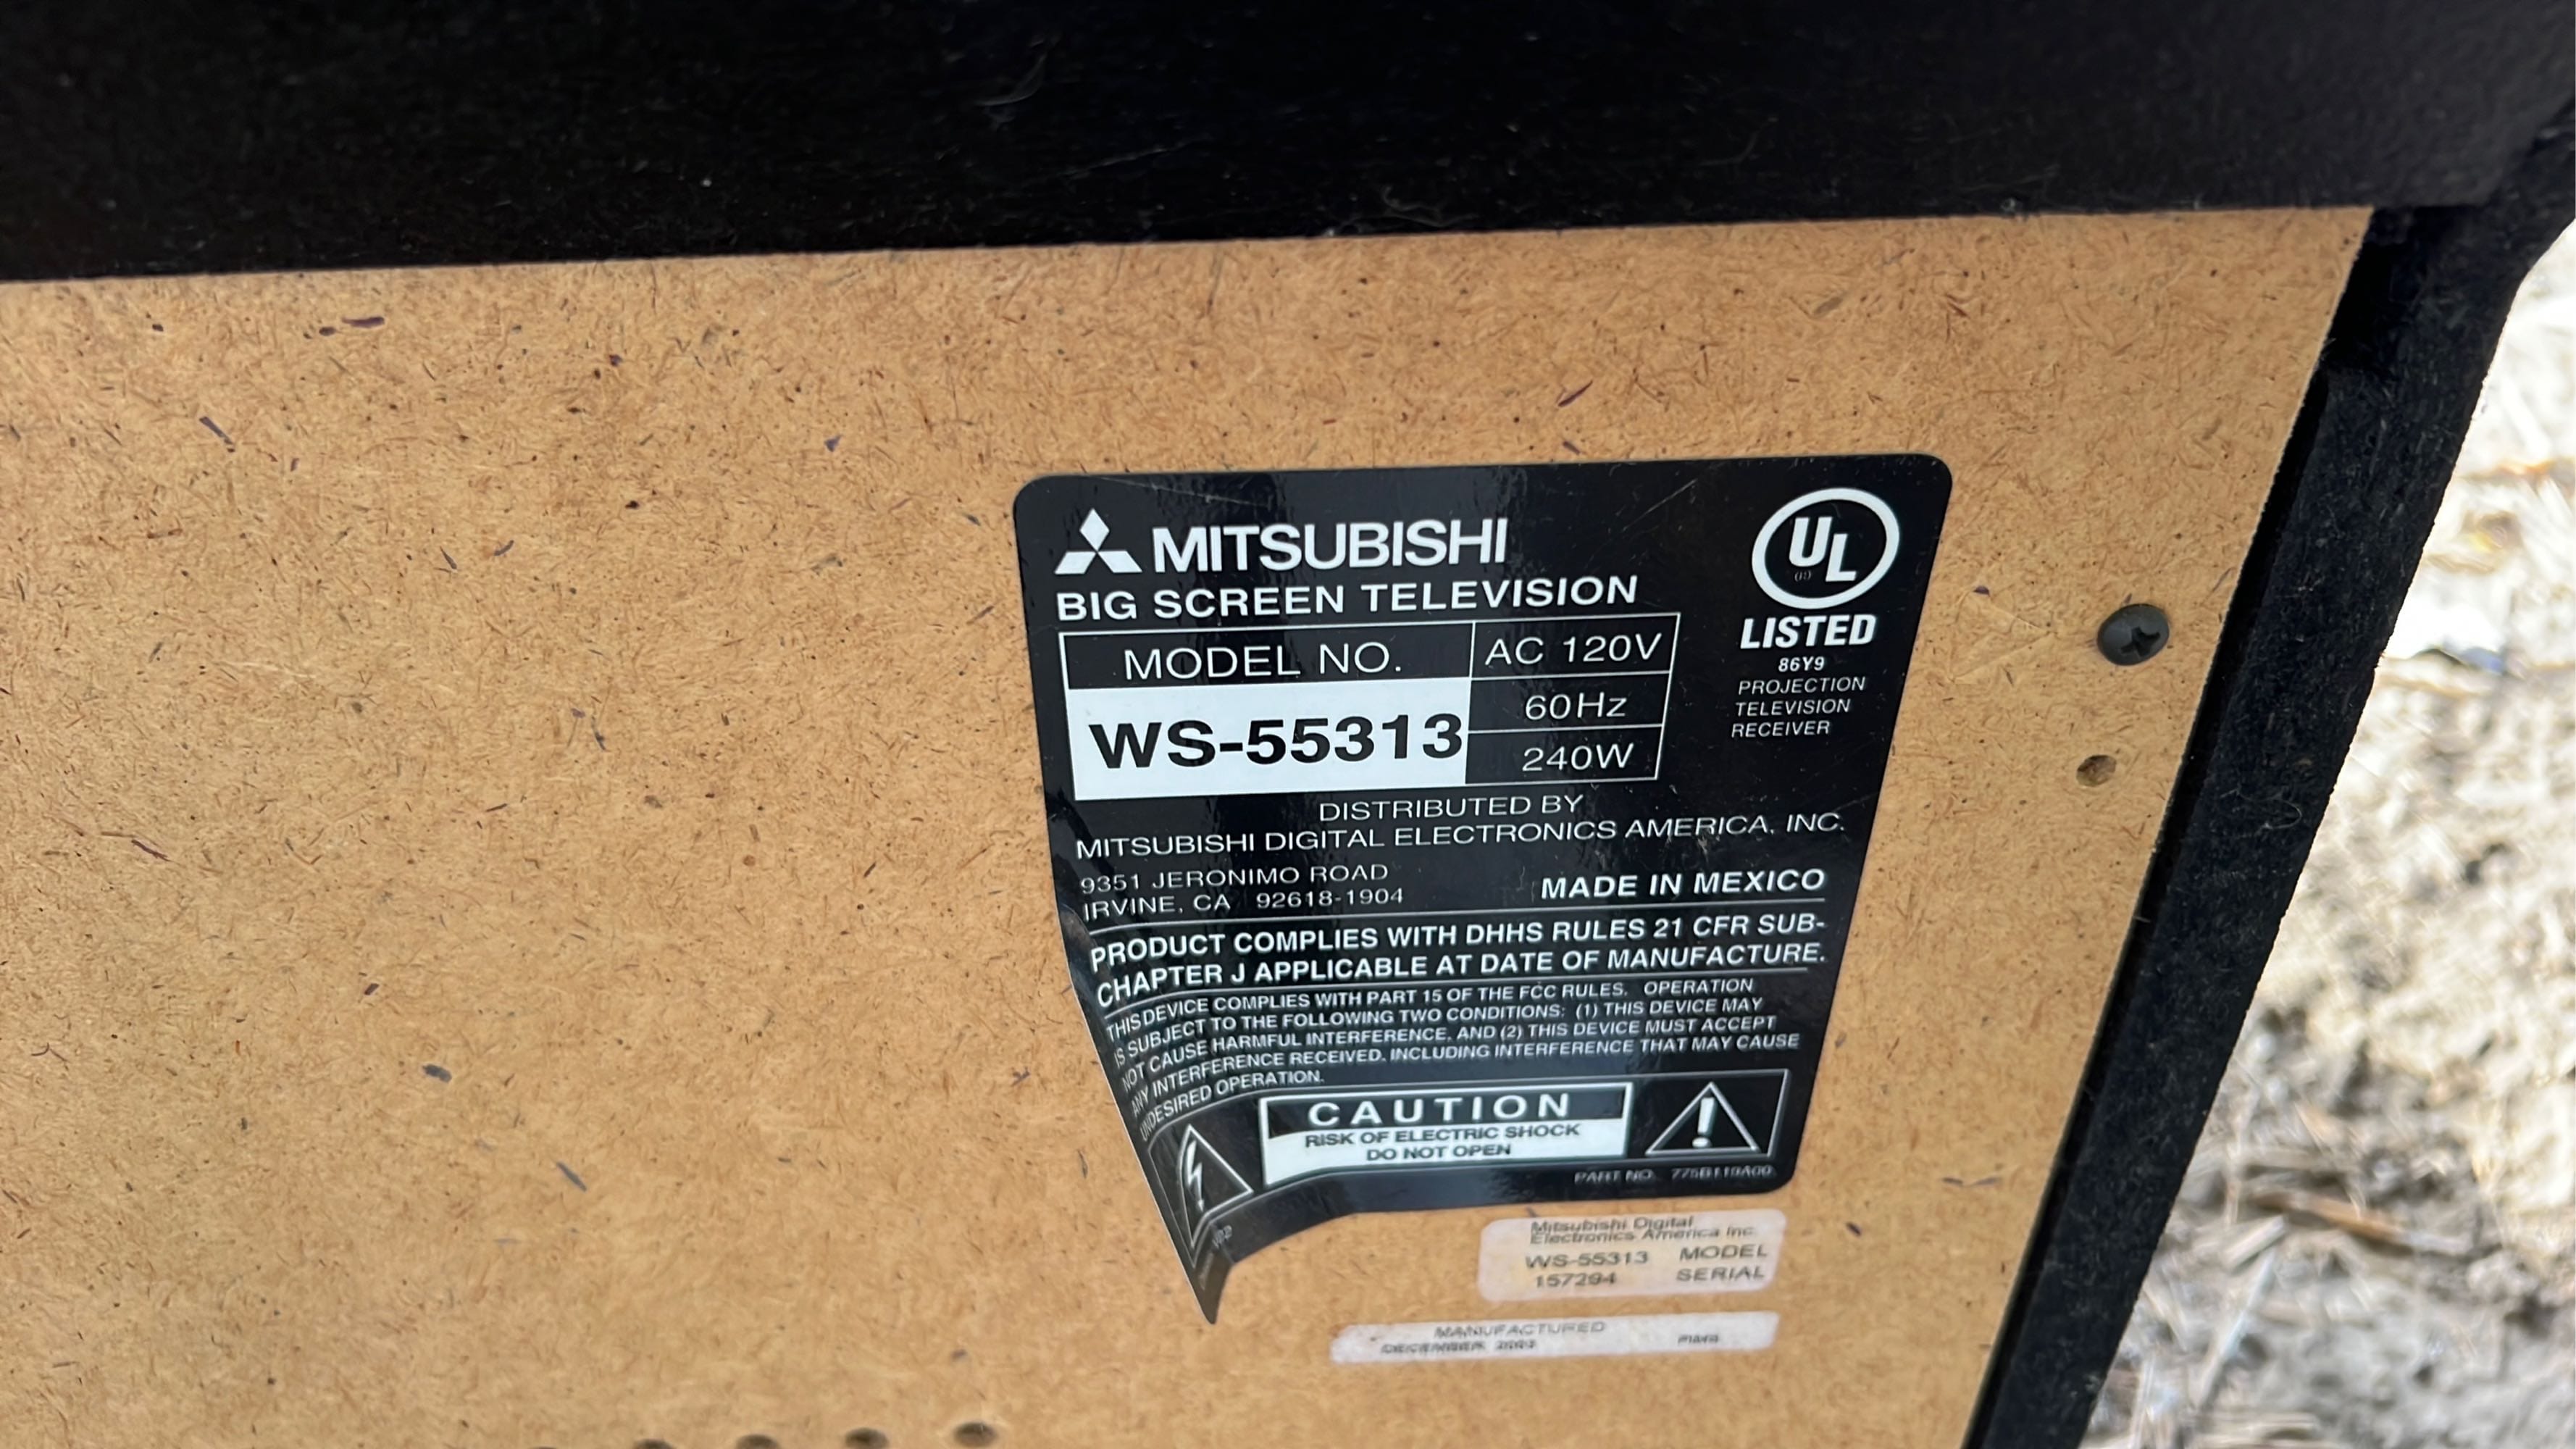 MITSUBISHI
BIG SCREEN TELEVISION
MODEL NO.
WS-55313
AC 120V
60Hz
240W
UL
LISTED
86Y9
PROJECTION
TELEVISION
RECEIVER
DISTRIBUTED BY
MITSUBISHI DIGITAL ELECTRONICS AMERICA, INC.
9351 JERONIMO ROAD
IRVINE, CA 92618-1904
MADE IN MEXICO
PRODUCT COMPLIES WITH DHHS RULES 21 CFR SUB-
CHAPTER J APPLICABLE AT DATE OF MANUFACTURE.
THIS DEVICE COMPLIES WITH PART 15 OF THE FCC RULES. OPERATION
IS SUBJECT TO THE FOLLOWING TWO CONDITIONS: (1) THIS DEVICE MAY
NOT CAUSE HARMFUL INTERFERENCE, AND (2) THIS DEVICE MUST ACCEPT
ANY INTERFERENCE RECEIVED, INCLUDING INTERFERENCE THAT MAY CAUSE
UNDESIRED OPERATION.
CAUTION
RISK OF ELECTRIC SHOCK
DO NOT OPEN
PART NO. 775B119A00
Mitsubishi Digital
Electronics America Inc.
WS-55313 MODEL
157294 SERIAL
MANUFACTURED
DECEMBER